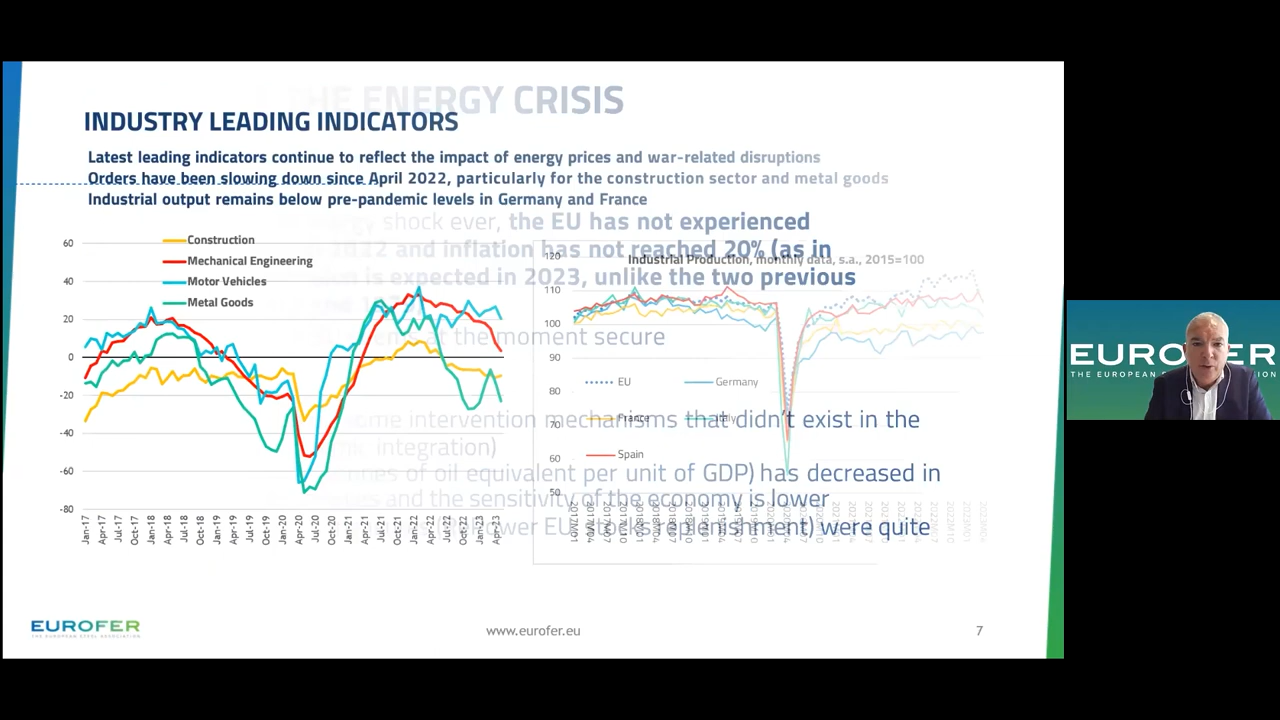 THE ENERGY CRISIS
INDUSTRY LEADING INDICATORS
Latest leading indicators continue to reflect the impact of energy prices and war-related disruptions
Orders have been slowing down since April 2022, particularly for the construction sector and metal goods
Industrial output remains below pre-pandemic levels in Germany and France
shock ever, the EU has not experienced
2022 and inflation has not reached 20% (as in
is expected in 2023, unlike the two previous
the moment secure
intervention mechanisms that didn't exist in the
integration)
of oil equivalent per unit of GDP) has decreased in
and the sensitivity of the economy is lower
replenishment) were quite
Construction
Mechanical Engineering
Motor Vehicles
Metal Goods
60
40
20
0
-20
-40
-60
-80
Jan-17
Apr-17
Jul-17
Oct-17
Jan-18
Apr-18
Jul-18
Oct-18
Jan-19
Apr-19
Jul-19
Oct-19
Jan-20
Apr-20
Jul-20
Oct-20
Jan-21
Apr-21
Jul-21
Oct-21
Jan-22
Apr-22
Jul-22
Oct-22
Jan-23
Apr-23
Industrial Production, monthly data, s.a., 2015=100
120
110
100
90
80
70
60
50
EU
Germany
France
Italy
Spain
EUROFER
THE EUROPEAN STEEL ASSOCIATION
www.eurofer.eu
7